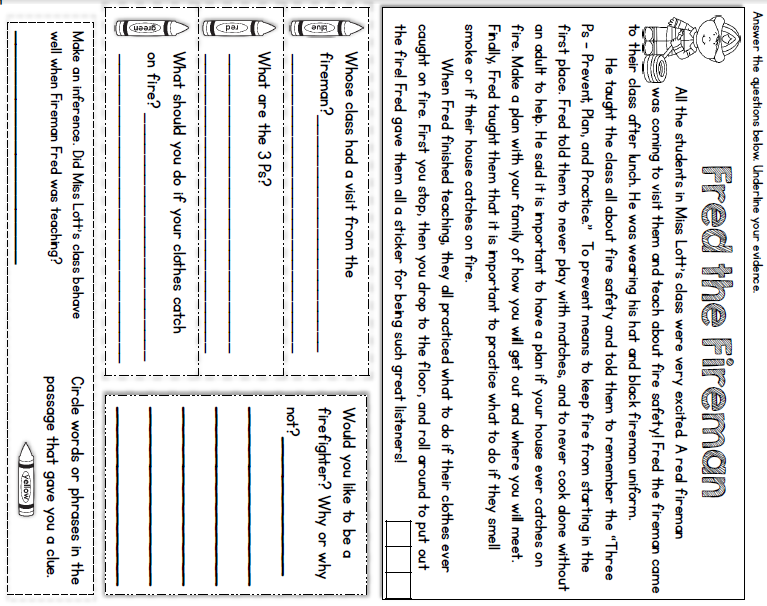 Answer the questions below. Underline your evidence.
Fred the Fireman
All the students in Miss Lott's class were very excited. A real fireman
was coming to visit them and teach about fire safety! Fred the fireman came
to their class after lunch. He was wearing his hat and black fireman uniform.
He taught the class all about fire safety and told them to remember the "Three
Ps – Prevent, Plan, and Practice." To prevent means to keep fire from starting in the
first place. Fred told them to never play with matches, and to never cook alone without
an adult to help. He said it is important to have a plan if your house ever catches on
fire. Make a plan with your family of how you will get out and where you will meet.
Finally, Fred taught them that it is important to practice what to do if they smell
smoke or if their house catches on fire.
When Fred finished teaching, they all practiced what to do if their clothes ever
caught on fire. First you stop, then you drop to the floor, and roll around to put out
the fire! Fred gave them all a sticker for being such great listeners!
blue
Whose class had a visit from the
fireman?
red
What are the 3 Ps?
green
What should you do if your clothes catch
on fire?
Would you like to be a
firefighter? Why or why
not?
Make an inference. Did Miss Lott's class behave
well when Fireman Fred was teaching?
Circle words or phrases in the
passage that gave you a clue.
yellow